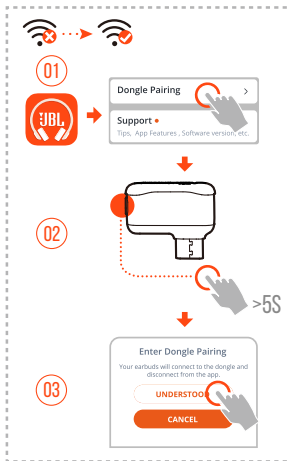 01
JBL
Dongle Pairing
Support
Tips, App Features , Software version, etc.
02
>5S
03
Enter Dongle Pairing
Your earbuds will connect to the dongle and
disconnect from the app.
UNDERSTOOD
CANCEL